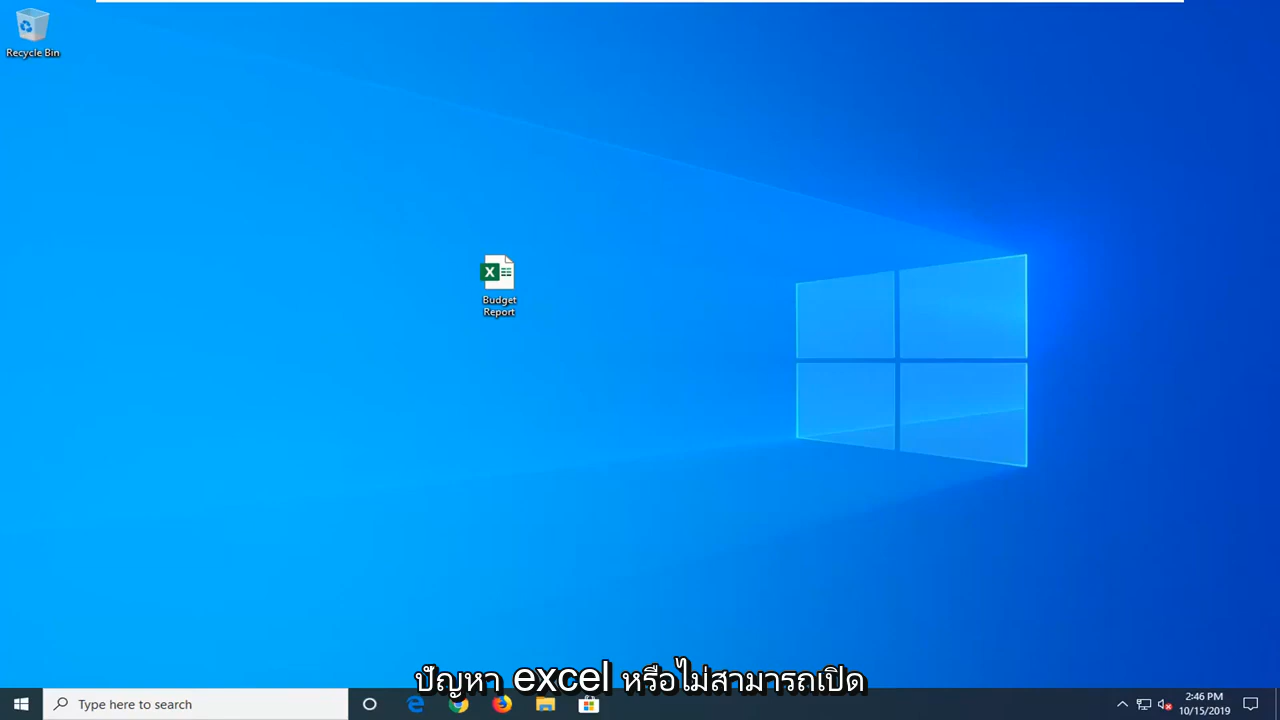 Recycle Bin
Budget
Report
ปัญหา excel หรือไม่สามารถเปิด
Type here to search
2:46 PM
10/15/2019